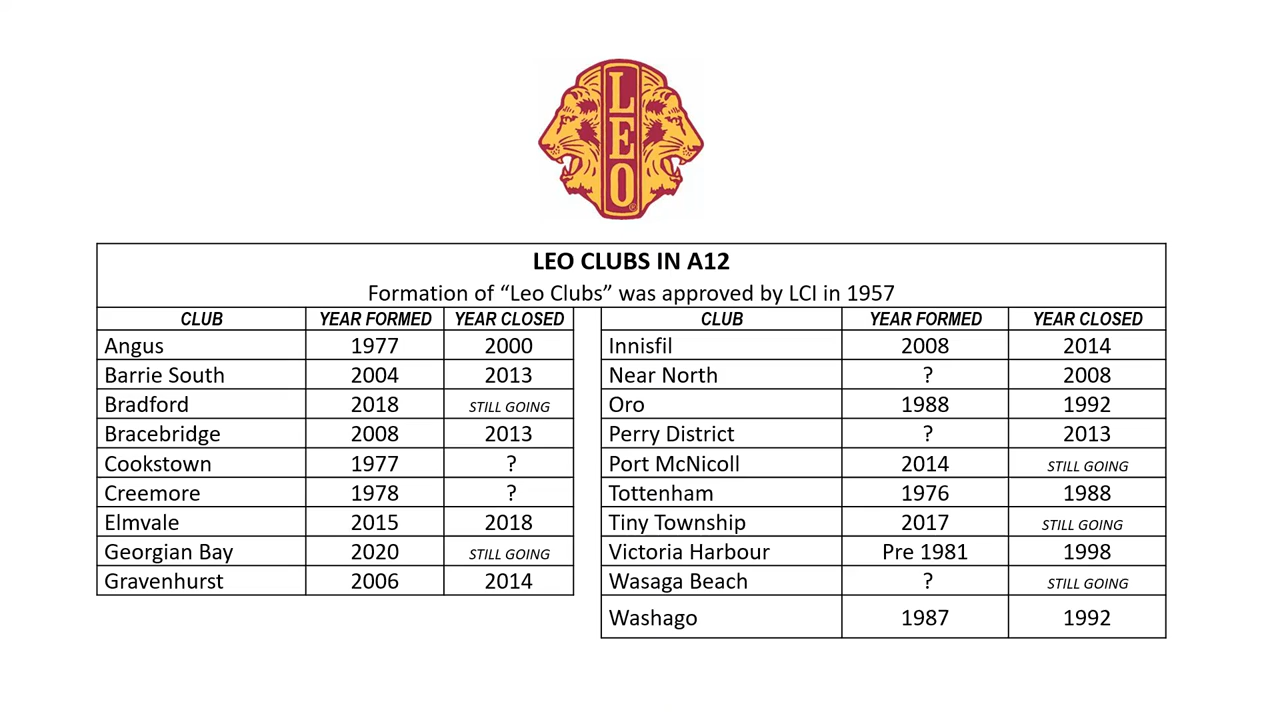 LEO
LEO CLUBS IN A12
Formation of “Leo Clubs” was approved by LCI in 1957
CLUB YEAR FORMED YEAR CLOSED
Angus 1977 2000
Barrie South 2004 2013
Bradford 2018 STILL GOING
Bracebridge 2008 2013
Cookstown 1977 ?
Creemore 1978 ?
Elmvale 2015 2018
Georgian Bay 2020 STILL GOING
Gravenhurst 2006 2014
CLUB YEAR FORMED YEAR CLOSED
Innisfil 2008 2014
Near North ? 2008
Oro 1988 1992
Perry District ? 2013
Port McNicoll 2014 STILL GOING
Tottenham 1976 1988
Tiny Township 2017 STILL GOING
Victoria Harbour Pre 1981 1998
Wasaga Beach ? STILL GOING
Washago 1987 1992